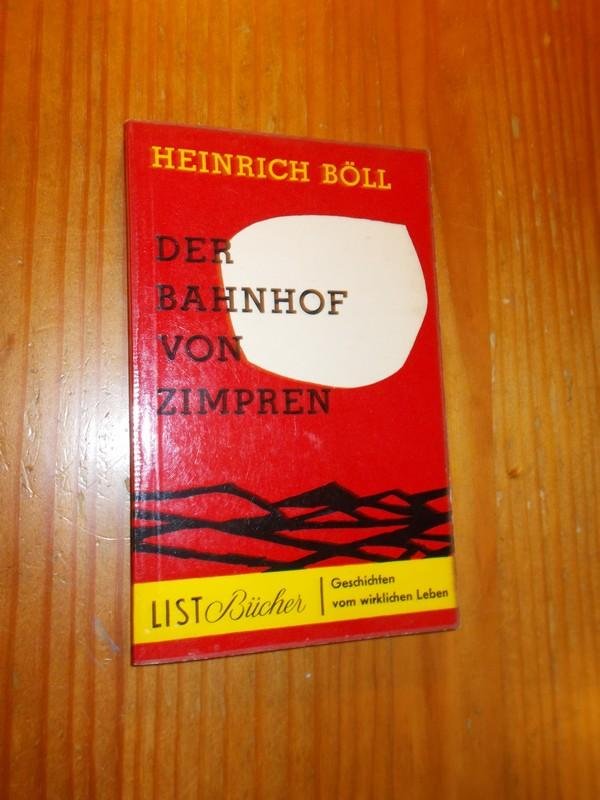 HEINRICH BÖLL
DER
BAHNHOF
VON
ZIMPREN
LIST Bücher
Geschichten
vom wirklichen Leben